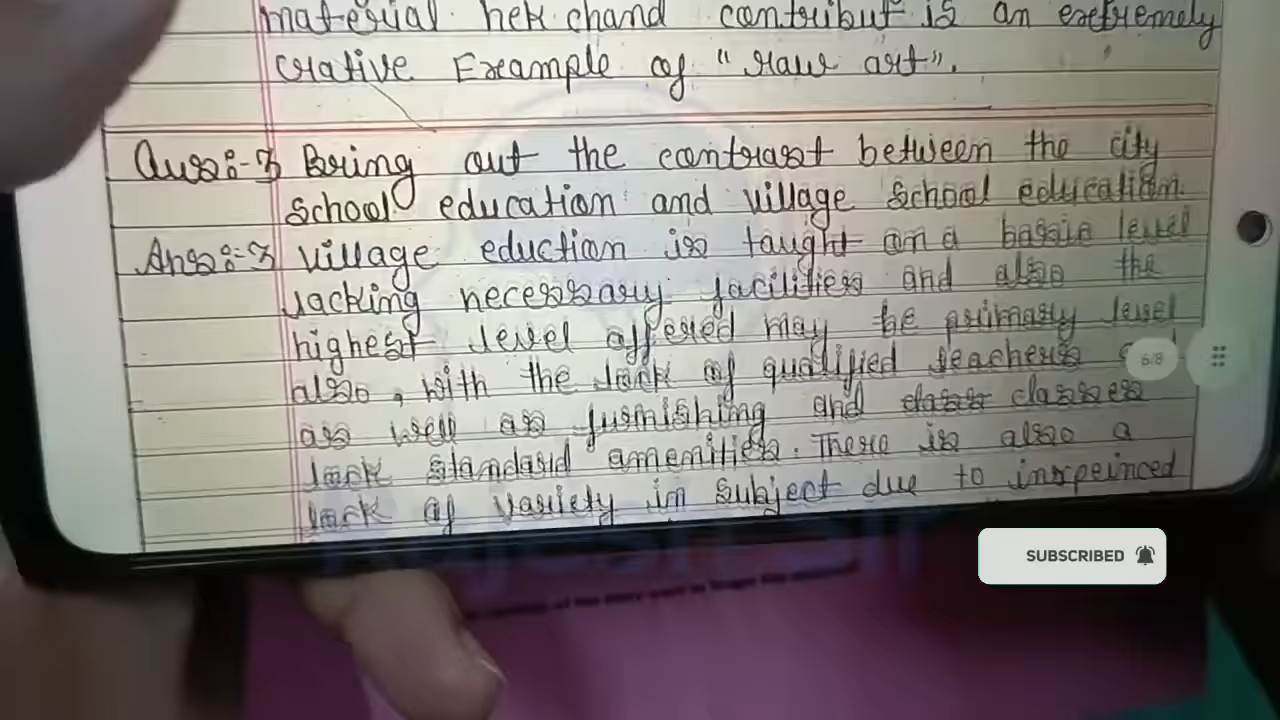 material. hek chand contribut is an extremely
crative Example of "raw art".
Ques:-3 Bring out the contrast between the city
School education and village school education.
Ans:-3 village eduction is taught on a basic level
lacking necessary facilities and also the
highest level offered may be primary level
also, with the lack of qualified teachers
6/8
as well as furnishing and class classes
lack standard amenities. There is also a
lack of variety in subject due to inxpeinced
SUBSCRIBED